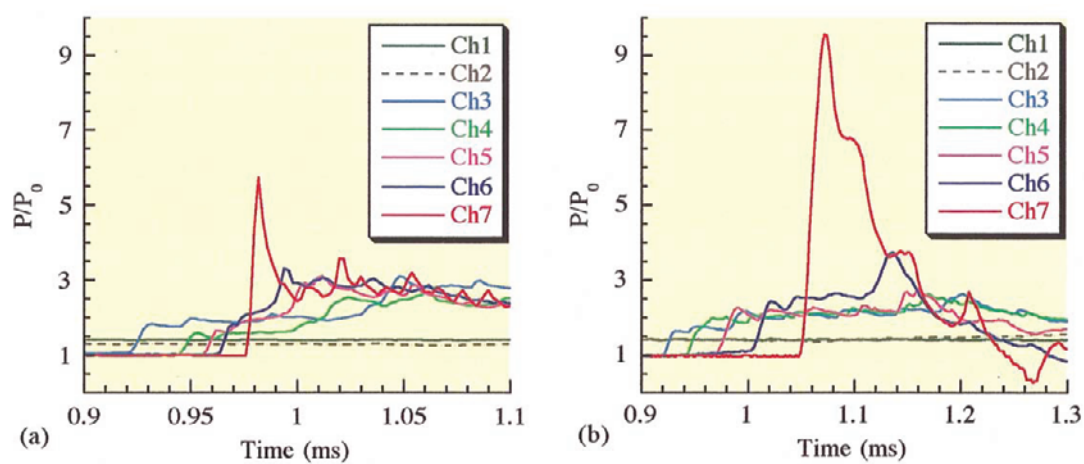 9
7
5
3
1
P/P0
0.9
0.95
1
1.05
1.1
Time (ms)
(a)
Ch1
Ch2
Ch3
Ch4
Ch5
Ch6
Ch7
9
7
5
3
1
P/P0
0.9
1
1.1
1.2
1.3
Time (ms)
(b)
Ch1
Ch2
Ch3
Ch4
Ch5
Ch6
Ch7